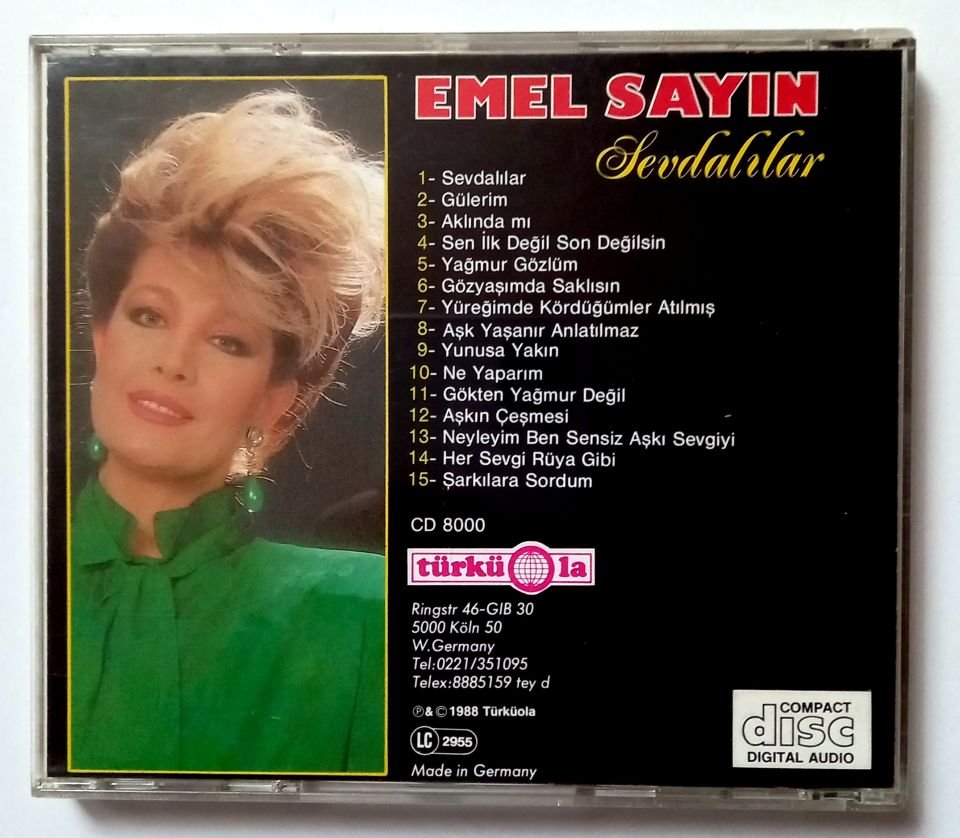 EMEL SAYIN
Sevdalılar
1- Sevdalılar
2- Gülerim
3- Aklında mı
4- Sen İlk Değil Son Değilsin
5- Yağmur Gözlüm
6- Gözyaşımda Saklısın
7- Yüreğimde Kördüğümler Atılmış
8- Aşk Yaşanır Anlatılmaz
9- Yunusa Yakın
10- Ne Yaparım
11- Gökten Yağmur Değil
12- Aşkın Çeşmesi
13- Neyleyim Ben Sensiz Aşkı Sevgiyi
14- Her Sevgi Rüya Gibi
15- Şarkılara Sordum
CD 8000
türküola
Ringstr 46-GIB 30
5000 Köln 50
W.Germany
Tel:0221/351095
Telex:8885159 tey d
℗&© 1988 Türküola
LC 2955
Made in Germany
COMPACT
disc
DIGITAL AUDIO